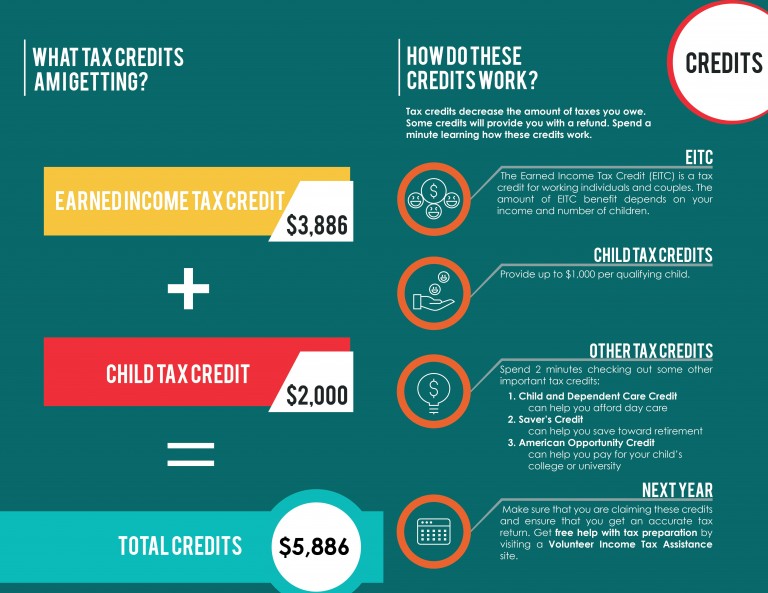 WHAT TAX CREDITS
AM I GETTING?
EARNED INCOME TAX CREDIT
$3,886
+
CHILD TAX CREDIT
$2,000
=
TOTAL CREDITS
$5,886
HOW DO THESE
CREDITS WORK?
CREDITS
Tax credits decrease the amount of taxes you owe.
Some credits will provide you with a refund. Spend a
minute learning how these credits work.
EITC
The Earned Income Tax Credit (EITC) is a tax
credit for working individuals and couples. The
amount of EITC benefit depends on your
income and number of children.
$
CHILD TAX CREDITS
Provide up to $1,000 per qualifying child.
OTHER TAX CREDITS
Spend 2 minutes checking out some other
important tax credits:
$
1. Child and Dependent Care Credit
can help you afford day care
2. Saver's Credit
can help you save toward retirement
3. American Opportunity Credit
can help you pay for your child's
college or university
NEXT YEAR
Make sure that you are claiming these credits
and ensure that you get an accurate tax
return. Get free help with tax preparation by
visiting a Volunteer Income Tax Assistance
site.